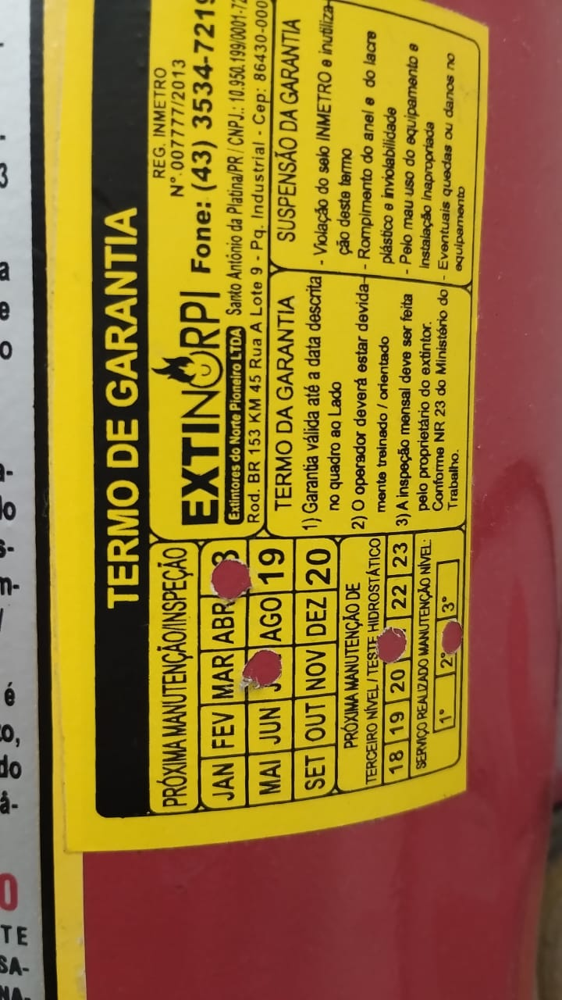 TERMO DE GARANTIA
PRÓXIMA MANUTENÇÃO/INSPEÇÃO
JAN FEV MAR ABR
MAI JUN AGO 19
SET OUT NOV DEZ 20
PRÓXIMA MANUTENÇÃO DE
TERCEIRO NÍVEL / TESTE HIDROSTÁTICO
18 19 20 22 23
SERVIÇO REALIZADO MANUTENÇÃO NÍVEL:
1° 2° 3°
EXTINORPI
REG. INMETRO
N°.007777/2013
Fone: (43) 3534-7219
Extintores do Norte Pioneiro LTDA Santo Antônio da Platina/PR / CNPJ.: 10.950.199/0001-72
Rod. BR 153 KM 45 Rua A Lote 9 - Pq. Industrial - Cep: 86430-000
TERMO DA GARANTIA
1) Garantia válida até a data descrita
no quadro ao Lado
2) O operador deverá estar devida-
mente treinado / orientado
3) A inspeção mensal deve ser feita
pelo proprietário do extintor.
Conforme NR 23 do Ministério do
Trabalho.
SUSPENSÃO DA GARANTIA
- Violação do selo INMETRO e inutiliza-
ção deste termo
- Rompimento do anel e do lacre
plástico e inviolabilidade
- Pelo mau uso do equipamento e
instalação inapropriada
- Eventuais quedas ou danos no
equipamento